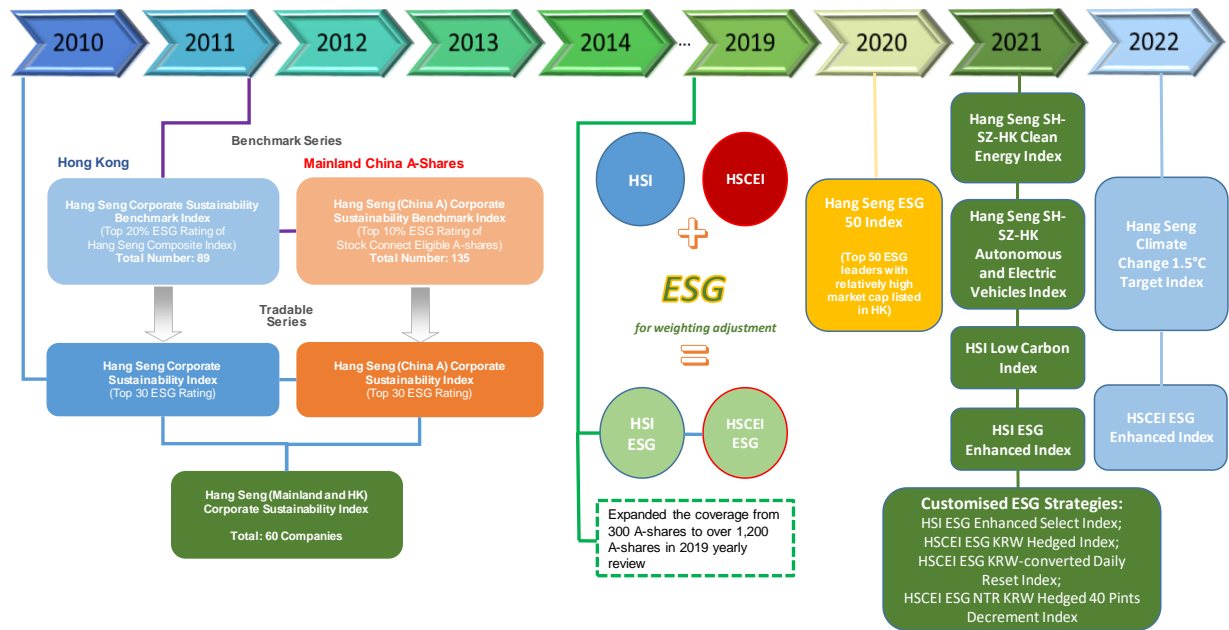 2010
2011
2012
2013
2014
...
2019
2020
2021
2022
Benchmark Series
Hong Kong
Mainland China A-Shares
Hang Seng Corporate Sustainability
Benchmark Index
(Top 20% ESG Rating of
Hang Seng Composite Index)
Total Number: 89
Hang Seng (China A) Corporate
Sustainability Benchmark Index
(Top 10% ESG Rating of
Stock Connect Eligible A-shares)
Total Number: 135
Tradable
Series
Hang Seng Corporate
Sustainability Index
(Top 30 ESG Rating)
Hang Seng (China A) Corporate
Sustainability Index
(Top 30 ESG Rating)
Hang Seng (Mainland and HK)
Corporate Sustainability Index
Total: 60 Companies
HSI
HSCEI
ESG
for weighting adjustment
HSI
ESG
HSCEI
ESG
Expanded the coverage from
300 A-shares to over 1,200
A-shares in 2019 yearly
review
Hang Seng ESG
50 Index
(Top 50 ESG
leaders with
relatively high
market cap listed
in HK)
Hang Seng SH-
SZ-HK Clean
Energy Index
Hang Seng SH-
SZ-HK
Autonomous
and Electric
Vehicles Index
HSI Low Carbon
Index
HSI ESG
Enhanced Index
Customised ESG Strategies:
HSI ESG Enhanced Select Index;
HSCEI ESG KRW Hedged Index;
HSCEI ESG KRW-converted Daily
Reset Index;
HSCEI ESG NTR KRW Hedged 40 Pints
Decrement Index
Hang Seng
Climate
Change 1.5°C
Target Index
HSCEI ESG
Enhanced Index